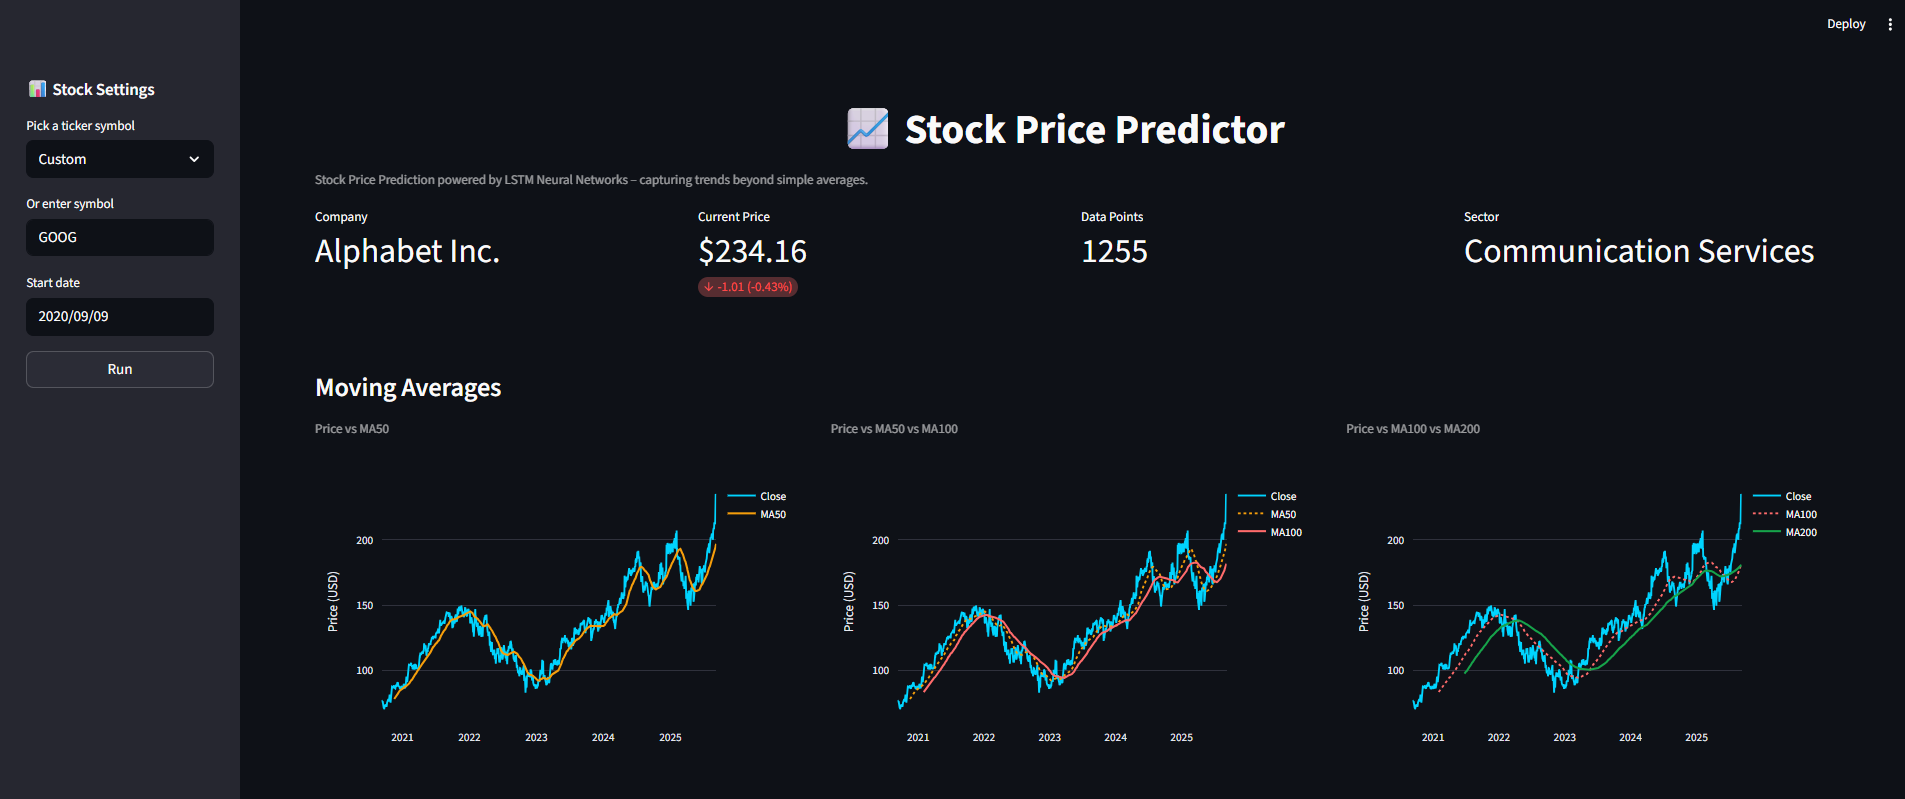 Deploy
Stock Settings
Pick a ticker symbol
Custom
Or enter symbol
GOOG
Start date
2020/09/09
Run
Stock Price Predictor
Stock Price Prediction powered by LSTM Neural Networks – capturing trends beyond simple averages.
Company
Alphabet Inc.
Current Price
$234.16
↓ -1.01 (-0.43%)
Data Points
1255
Sector
Communication Services
Moving Averages
Price vs MA50
Price (USD)
200
150
100
2021 2022 2023 2024 2025
Close
MA50
Price vs MA50 vs MA100
Price (USD)
200
150
100
2021 2022 2023 2024 2025
Close
MA50
MA100
Price vs MA100 vs MA200
Price (USD)
200
150
100
2021 2022 2023 2024 2025
Close
MA100
MA200